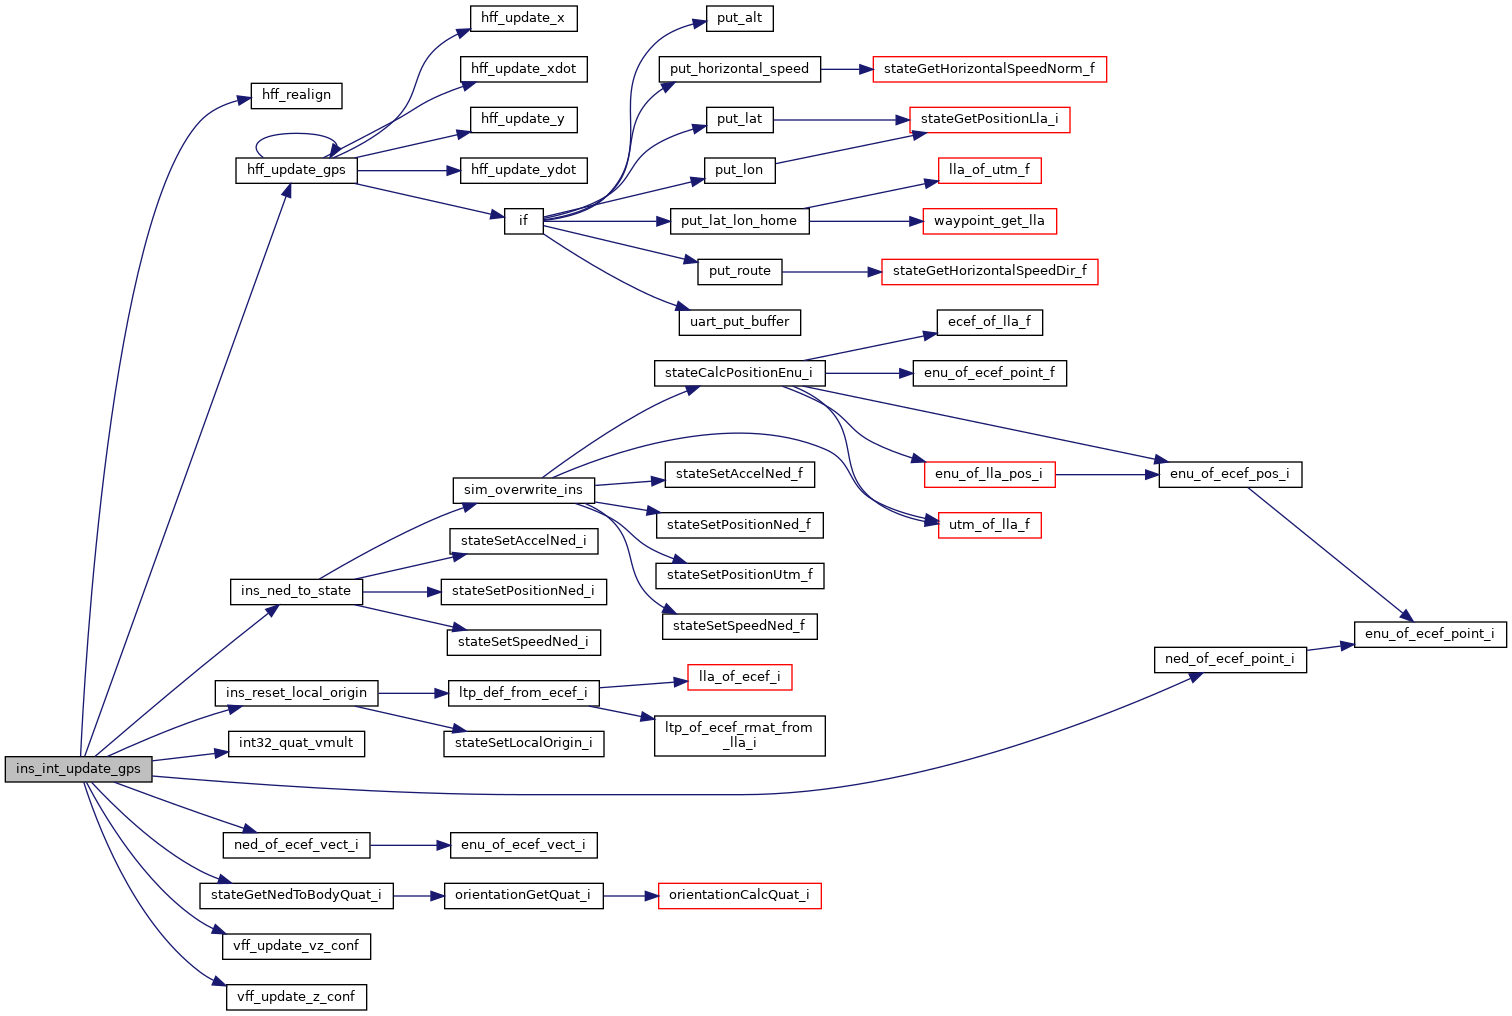 hff_update_x
put_alt
hff_update_xdot
put_horizontal_speed
stateGetHorizontalSpeedNorm_f
hff_realign
hff_update_y
put_lat
stateGetPositionLla_i
hff_update_gps
hff_update_ydot
put_lon
lla_of_utm_f
if
put_lat_lon_home
waypoint_get_lla
put_route
stateGetHorizontalSpeedDir_f
uart_put_buffer
ecef_of_lla_f
stateCalcPositionEnu_i
enu_of_ecef_point_f
stateSetAccelNed_f
enu_of_lla_pos_i
enu_of_ecef_pos_i
sim_overwrite_ins
stateSetPositionNed_f
utm_of_lla_f
stateSetAccelNed_i
stateSetPositionUtm_f
ins_ned_to_state
stateSetPositionNed_i
stateSetSpeedNed_f
stateSetSpeedNed_i
enu_of_ecef_point_i
ned_of_ecef_point_i
lla_of_ecef_i
ins_reset_local_origin
ltp_def_from_ecef_i
ltp_of_ecef_rmat_from
_lla_i
int32_quat_vmult
stateSetLocalOrigin_i
ins_int_update_gps
ned_of_ecef_vect_i
enu_of_ecef_vect_i
stateGetNedToBodyQuat_i
orientationGetQuat_i
orientationCalcQuat_i
vff_update_vz_conf
vff_update_z_conf